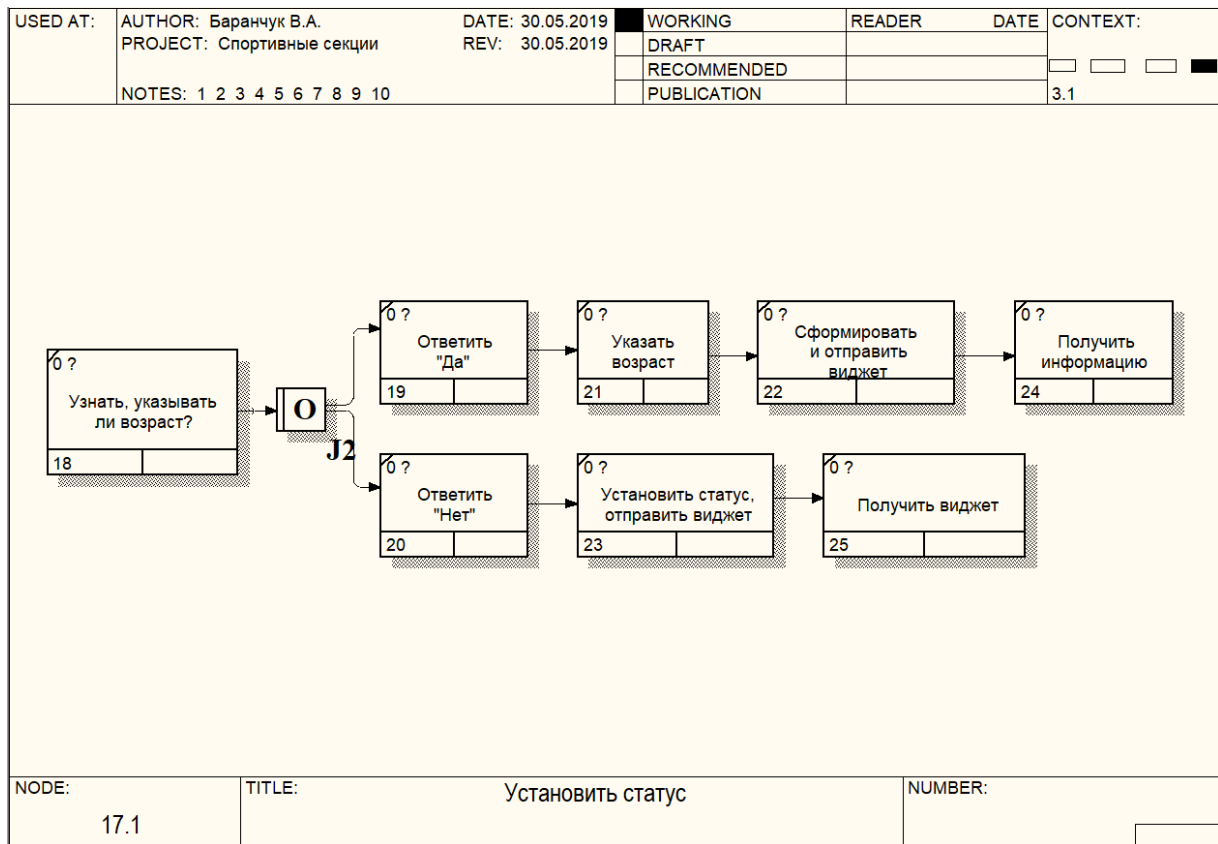 USED AT:
AUTHOR: Баранчук В.А.
DATE: 30.05.2019
PROJECT: Спортивные секции
REV: 30.05.2019
NOTES: 1 2 3 4 5 6 7 8 9 10
WORKING
DRAFT
RECOMMENDED
PUBLICATION
READER DATE
CONTEXT:
3.1
0 ?
Узнать, указывать
ли возраст?
18
O
J2
0 ?
Ответить
"Да"
19
0 ?
Указать
возраст
21
0 ?
Сформировать
и отправить
виджет
22
0 ?
Получить
информацию
24
0 ?
Ответить
"Нет"
20
0 ?
Установить статус,
отправить виджет
23
0 ?
Получить виджет
25
NODE:
17.1
TITLE:
Установить статус
NUMBER: